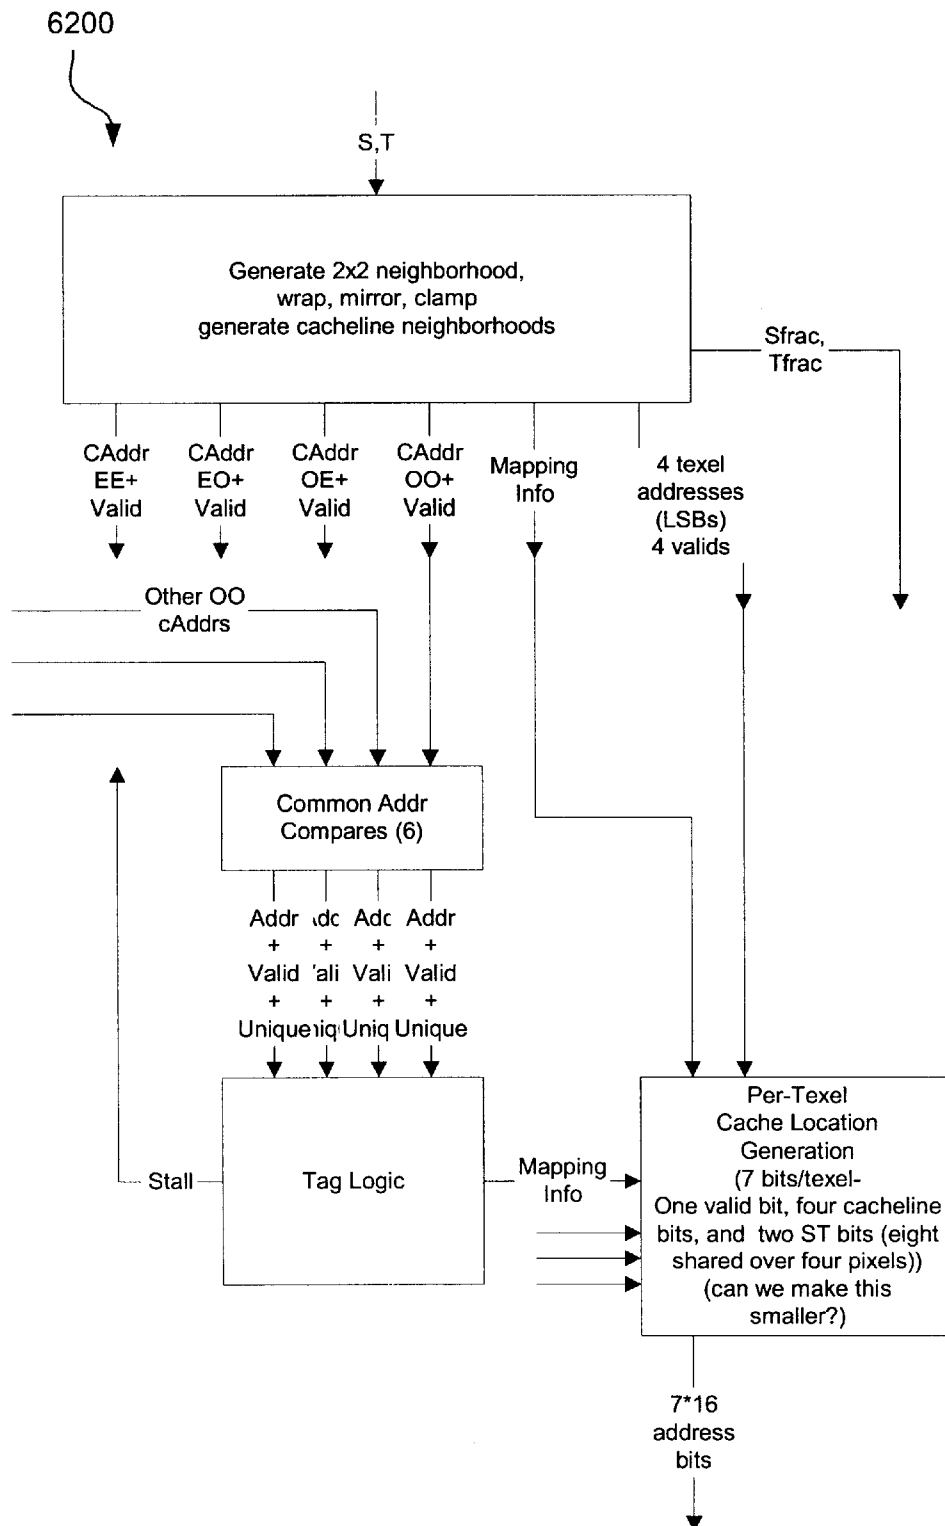 6200
S,T
Generate 2x2 neighborhood,
wrap, mirror, clamp
generate cacheline neighborhoods
Sfrac,
Tfrac
CAddr
EE+
Valid
CAddr
EO+
Valid
CAddr
OE+
Valid
CAddr
OO+
Valid
Mapping
Info
4 texel
addresses
(LSBs)
4 valids
Other OO
cAddrs
Common Addr
Compares (6)
Addr
+
Valid
+
Unique
+
+
Valid
+
Uniq
Addr
+
Valid
+
Unique
Stall
Tag Logic
Mapping
Info
Per-Texel
Cache Location
Generation
(7 bits/texel-
One valid bit, four cacheline
bits, and two ST bits (eight
shared over four pixels))
(can we make this
smaller?)
7*16
address
bits